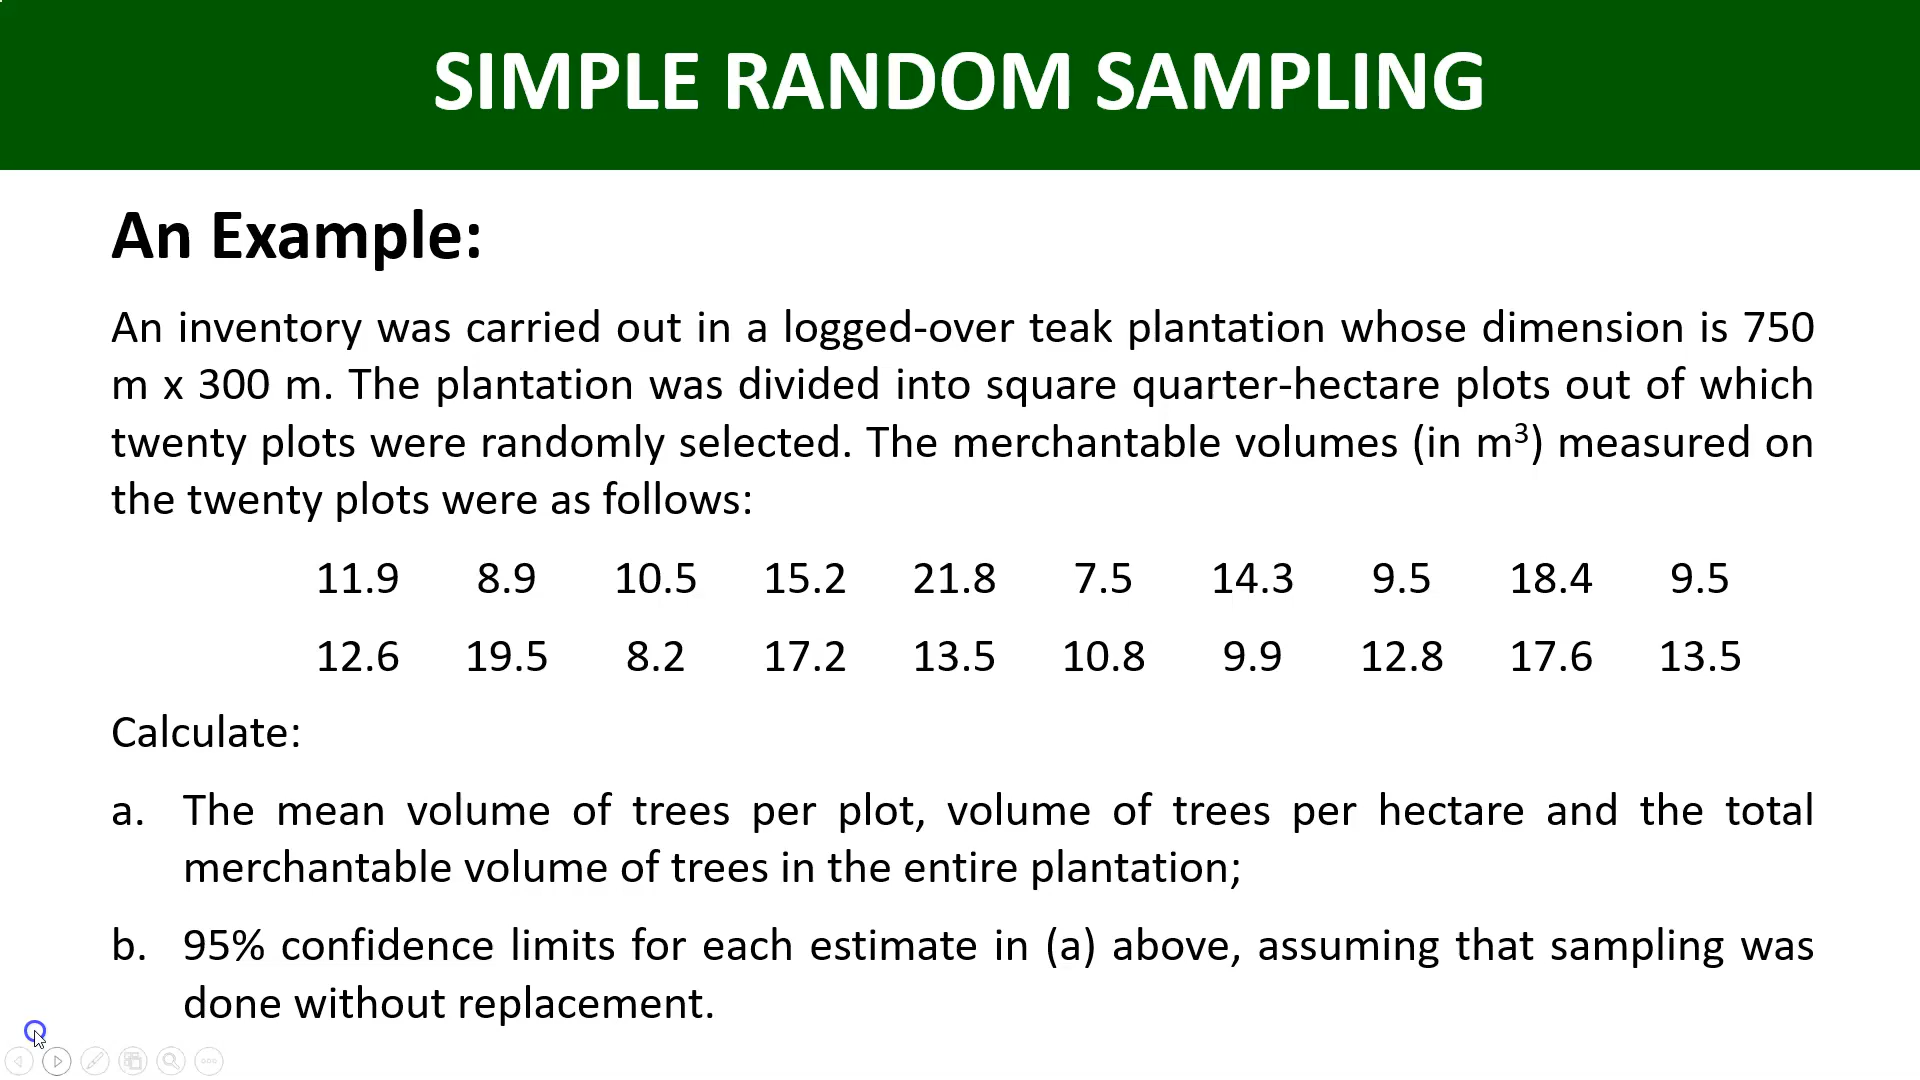 SIMPLE RANDOM SAMPLING
An Example:
An inventory was carried out in a logged-over teak plantation whose dimension is 750
m x 300 m. The plantation was divided into square quarter-hectare plots out of which
twenty plots were randomly selected. The merchantable volumes (in m³) measured on
the twenty plots were as follows:
11.9 8.9 10.5 15.2 21.8 7.5 14.3 9.5 18.4 9.5
12.6 19.5 8.2 17.2 13.5 10.8 9.9 12.8 17.6 13.5
Calculate:
a. The mean volume of trees per plot, volume of trees per hectare and the total
merchantable volume of trees in the entire plantation;
b. 95% confidence limits for each estimate in (a) above, assuming that sampling was
done without replacement.